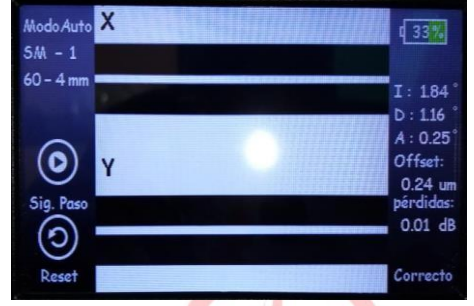 Modo Auto
SM - 1
60 - 4 mm
Sig. Paso
Reset
X
Y
33%
I : 1.84 °
D : 1.16 °
A : 0.25 °
Offset:
0.24 um
pérdidas:
0.01 dB
Correcto